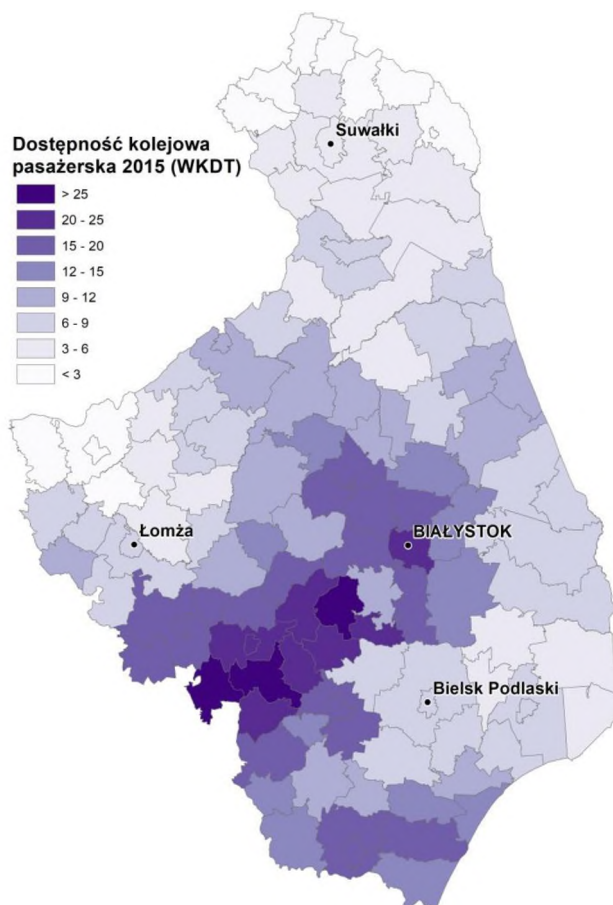 Suwałki
Dostępność kolejowa
pasażerska 2015 (WKDT)
> 25
20 - 25
15 - 20
12 - 15
9 - 12
6 - 9
3 - 6
< 3
Łomża
BIAŁYSTOK
Bielsk Podlaski